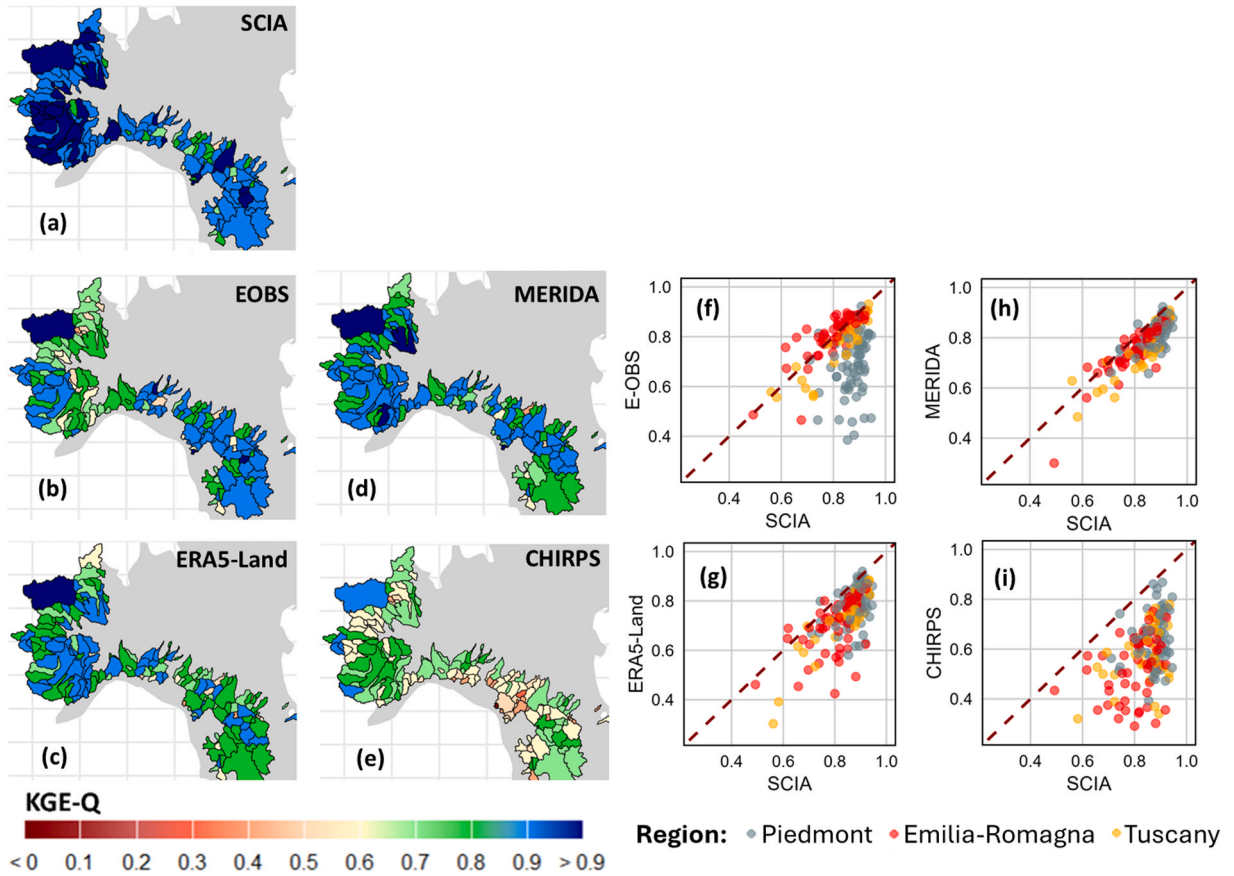 SCIA
(a)
EOBS
(b)
MERIDA
(d)
ERA5-Land
(c)
CHIRPS
(e)
KGE-Q
< 0 0.1 0.2 0.3 0.4 0.5 0.6 0.7 0.8 0.9 > 0.9
(f)
E-OBS
1.0
0.8
0.6
0.4
0.4 0.6 0.8 1.0
SCIA
(h)
MERIDA
1.0
0.8
0.6
0.4
0.4 0.6 0.8 1.0
SCIA
(g)
ERA5-Land
1.0
0.8
0.6
0.4
0.4 0.6 0.8 1.0
SCIA
(i)
CHIRPS
1.0
0.8
0.6
0.4
0.4 0.6 0.8 1.0
SCIA
Region: Piedmont Emilia-Romagna Tuscany